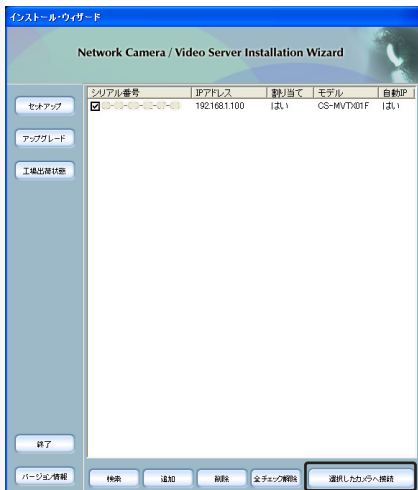 インストール・ウィザード
Network Camera / Video Server Installation Wizard
セットアップ
アップグレード
工場出荷状態
シリアル番号 IPアドレス 割り当て モデル 自動IP
192.168.1.100 はい CS-MVTX01F はい
終了
バージョン情報
検索 追加 削除 全チェック解除 選択したカメラへ接続